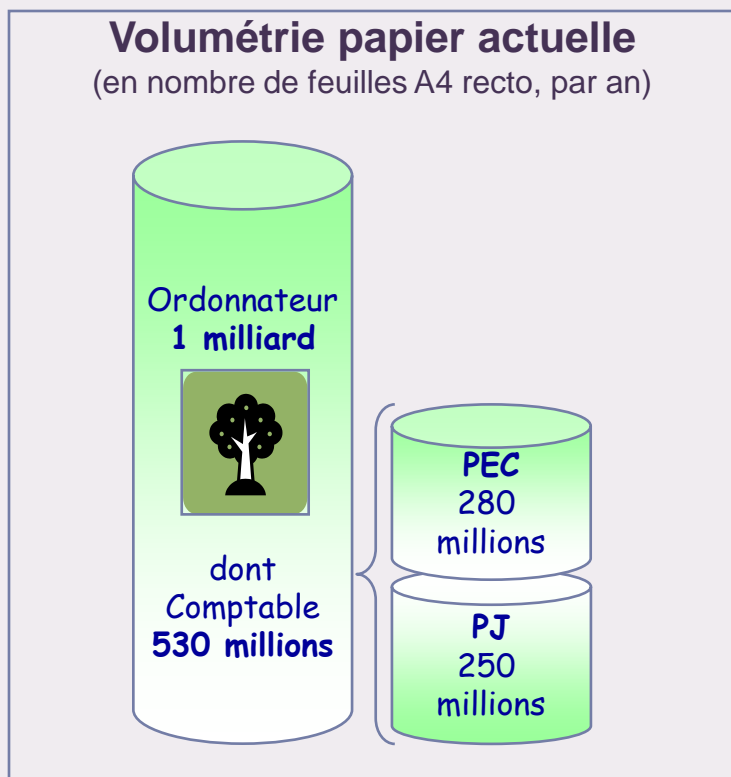 Volumétrie papier actuelle
(en nombre de feuilles A4 recto, par an)
Ordonnateur
1 milliard
dont
Comptable
530 millions
PEC
280
millions
PJ
250
millions